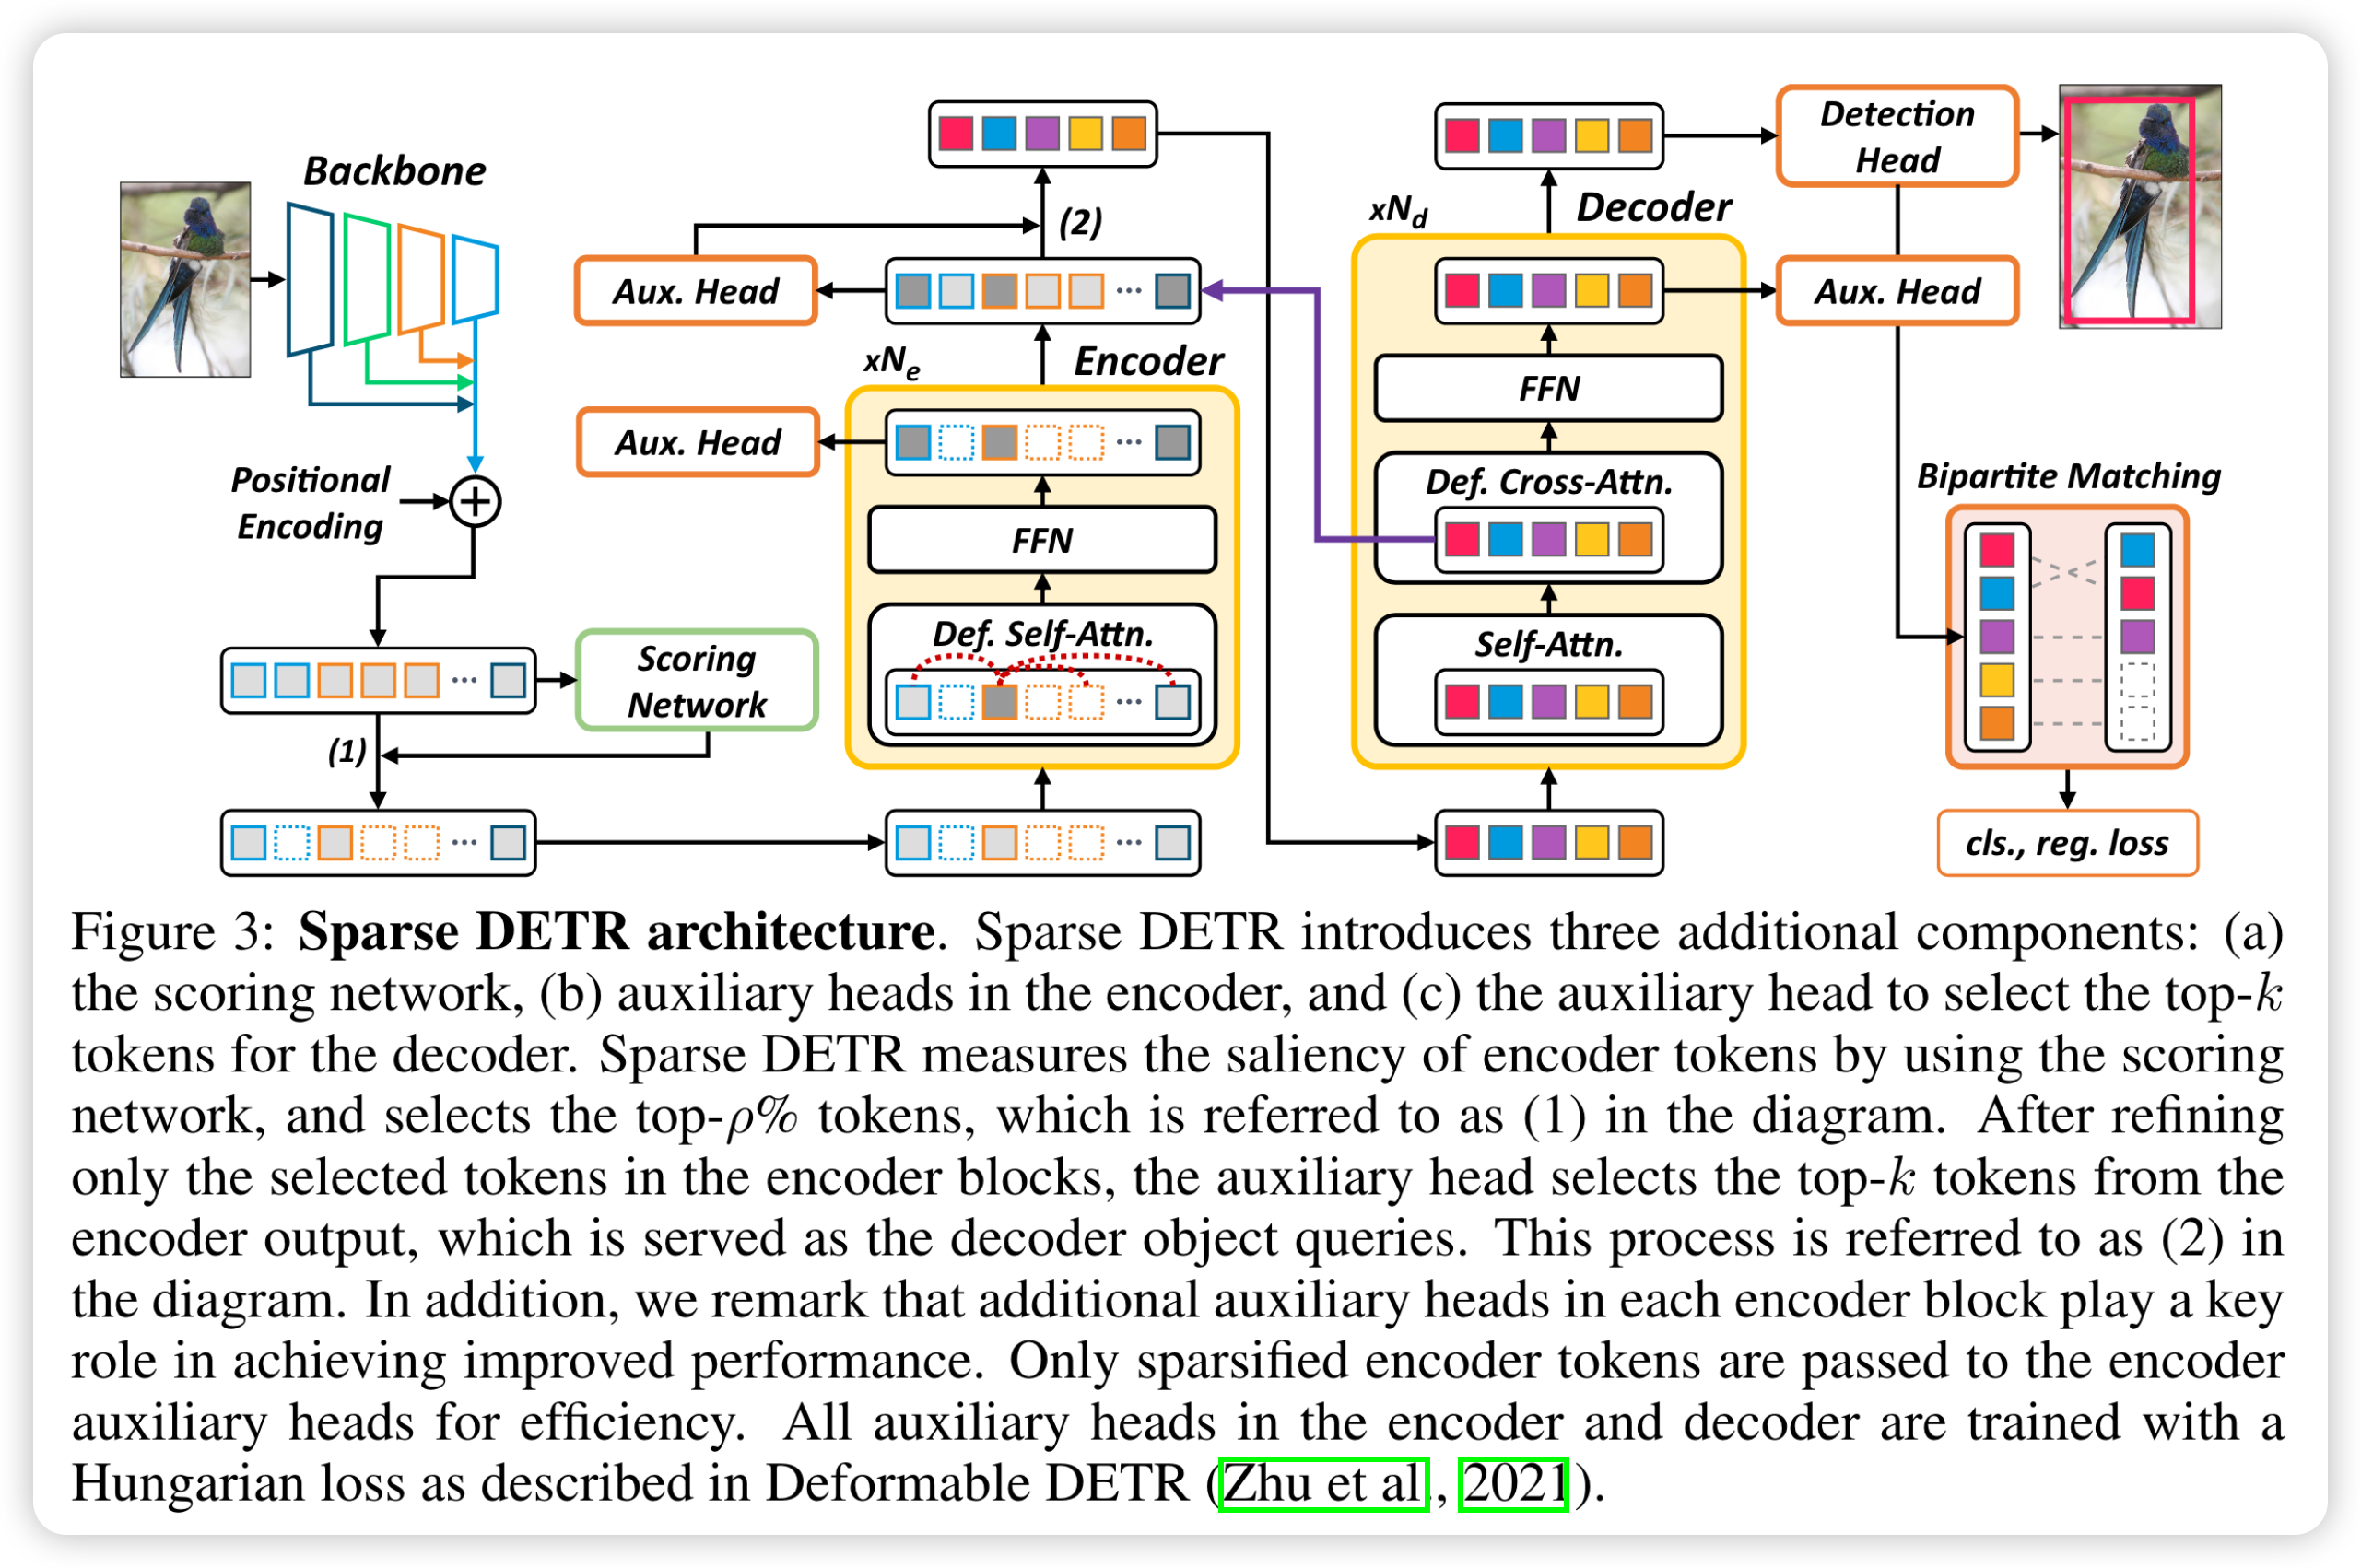 Backbone
Positional
Encoding
Scoring
Network
(1)
Aux. Head
(2)
Aux. Head
xNe
Encoder
FFN
Def. Self-Attn.
...
xNd
Decoder
FFN
Def. Cross-Attn.
Self-Attn.
Detection
Head
Aux. Head
Bipartite Matching
cls., reg. loss
Figure 3: Sparse DETR architecture. Sparse DETR introduces three additional components: (a)
the scoring network, (b) auxiliary heads in the encoder, and (c) the auxiliary head to select the top-k
tokens for the decoder. Sparse DETR measures the saliency of encoder tokens by using the scoring
network, and selects the top-ρ% tokens, which is referred to as (1) in the diagram. After refining
only the selected tokens in the encoder blocks, the auxiliary head selects the top-k tokens from the
encoder output, which is served as the decoder object queries. This process is referred to as (2) in
the diagram. In addition, we remark that additional auxiliary heads in each encoder block play a key
role in achieving improved performance. Only sparsified encoder tokens are passed to the encoder
auxiliary heads for efficiency. All auxiliary heads in the encoder and decoder are trained with a
Hungarian loss as described in Deformable DETR (Zhu et al., 2021).